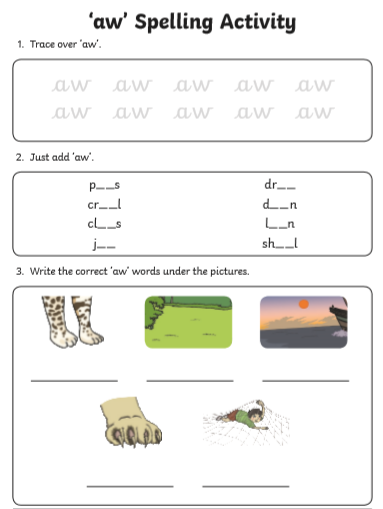 ‘aw’ Spelling Activity
1. Trace over ‘aw’.
aw aw aw aw aw
aw aw aw aw aw
2. Just add ‘aw’.
p__s dr__
cr__l d__n
cl__s l__n
j__ sh__l
3. Write the correct ‘aw’ words under the pictures.